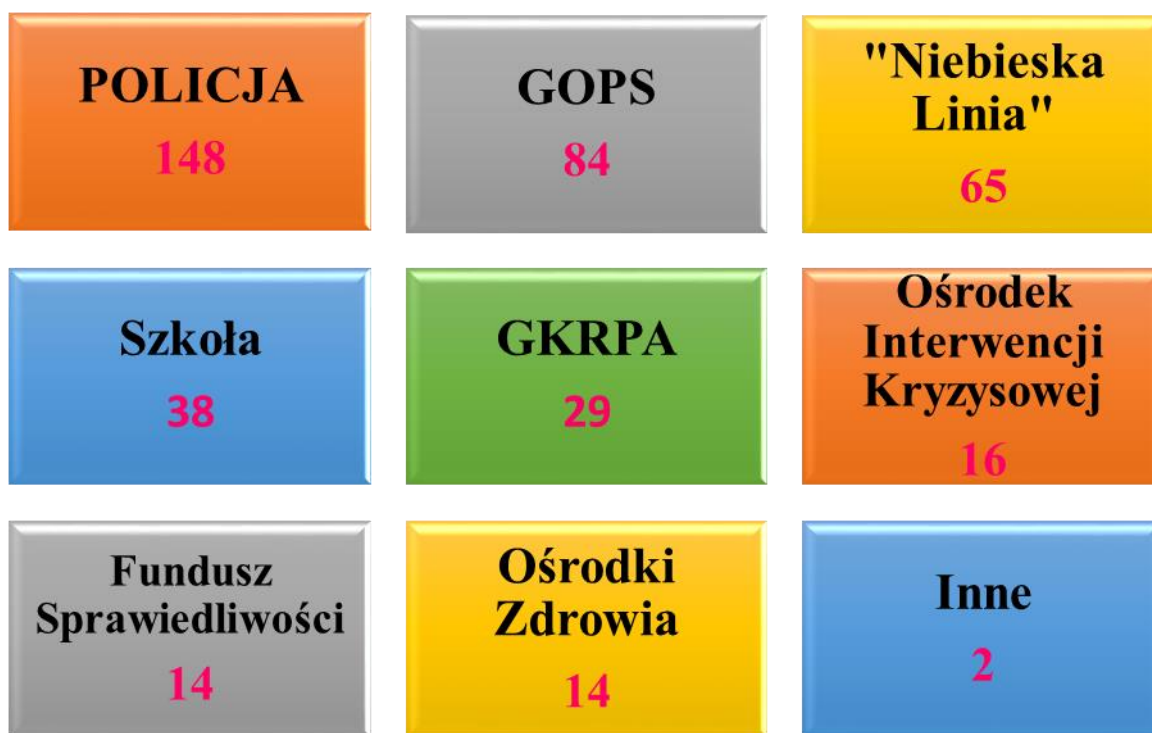 POLICJA
148
GOPS
84
"Niebieska
Linia"
65
Szkoła
38
GKRPA
29
Ośrodek
Interwencji
Kryzysowej
16
Fundusz
Sprawiedliwości
14
Ośrodki
Zdrowia
14
Inne
2